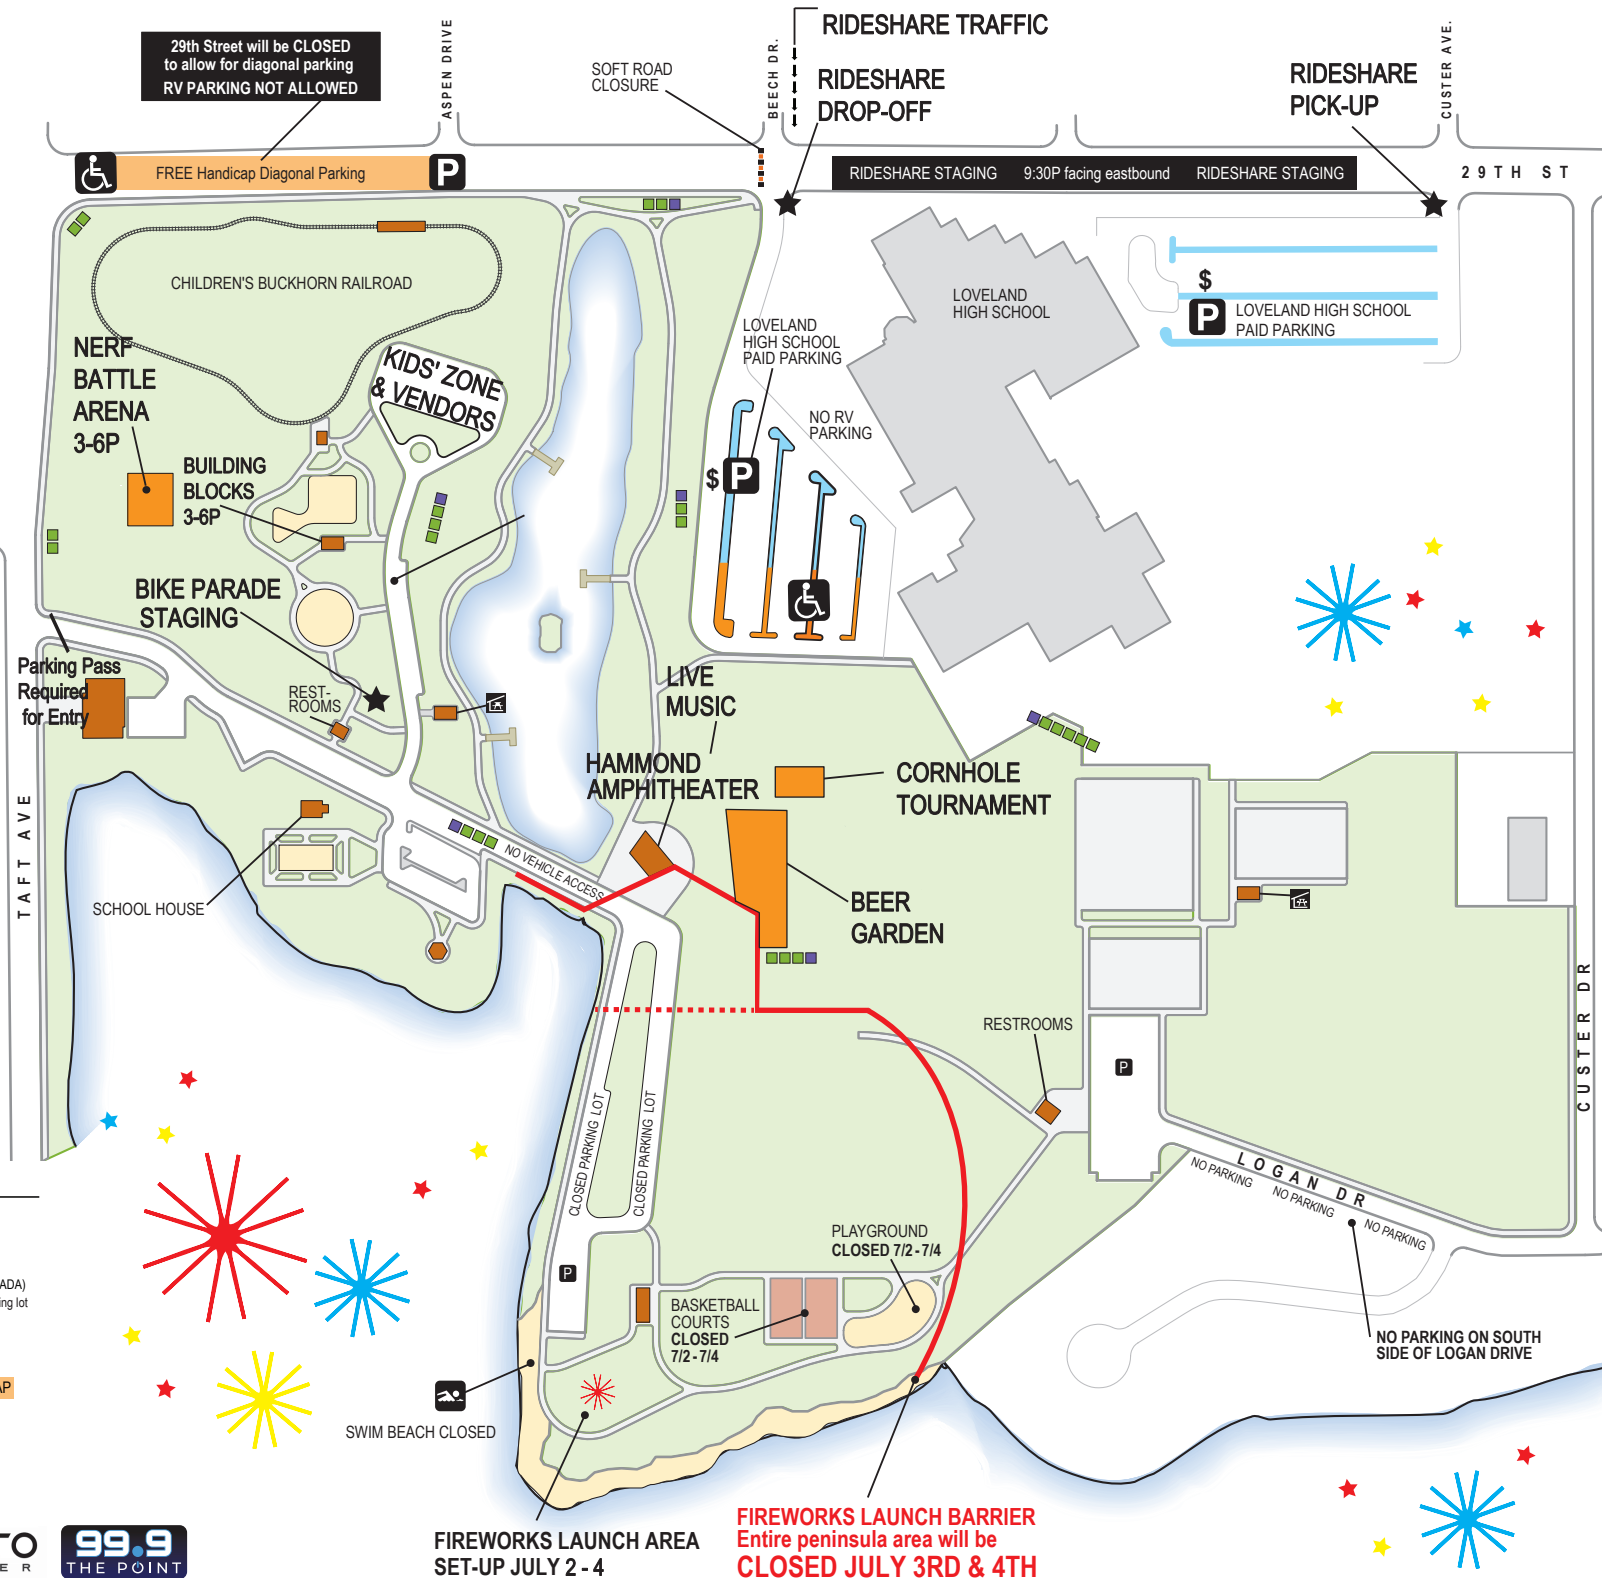 RIDESHARE TRAFFIC
29th Street will be CLOSED
to allow for diagonal parking
RV PARKING NOT ALLOWED
ASPEN DRIVE
SOFT ROAD
CLOSURE
BEECH DR.
RIDESHARE
DROP-OFF
RIDESHARE
PICK-UP
CUSTER AVE.
FREE Handicap Diagonal Parking
P
RIDESHARE STAGING 9:30P facing eastbound RIDESHARE STAGING
29TH ST
CHILDREN'S BUCKHORN RAILROAD
LOVELAND
HIGH SCHOOL
$
P
LOVELAND HIGH SCHOOL
PAID PARKING
LOVELAND
HIGH SCHOOL
PAID PARKING
NERF
BATTLE
ARENA
3-6P
KIDS' ZONE
& VENDORS
NO RV
PARKING
BUILDING
BLOCKS
3-6P
$
P
BIKE PARADE
STAGING
Parking Pass
Required
for Entry
REST-
ROOMS
LIVE
MUSIC
HAMMOND
AMPHITHEATER
CORNHOLE
TOURNAMENT
TAFT AVE
NO VEHICLE ACCESS
SCHOOL HOUSE
BEER
GARDEN
CUSTER DR
RESTROOMS
P
CLOSED PARKING LOT
CLOSED PARKING LOT
LOGAN DR
NO PARKING
NO PARKING
NO PARKING
PLAYGROUND
CLOSED 7/2 - 7/4
P
ADA)
ing lot
BASKETBALL
COURTS
CLOSED
7/2 - 7/4
NO PARKING ON SOUTH
SIDE OF LOGAN DRIVE
AP
SWIM BEACH CLOSED
FIREWORKS LAUNCH AREA
SET-UP JULY 2 - 4
FIREWORKS LAUNCH BARRIER
Entire peninsula area will be
CLOSED JULY 3RD & 4TH
TO
ER
99.9
THE POINT